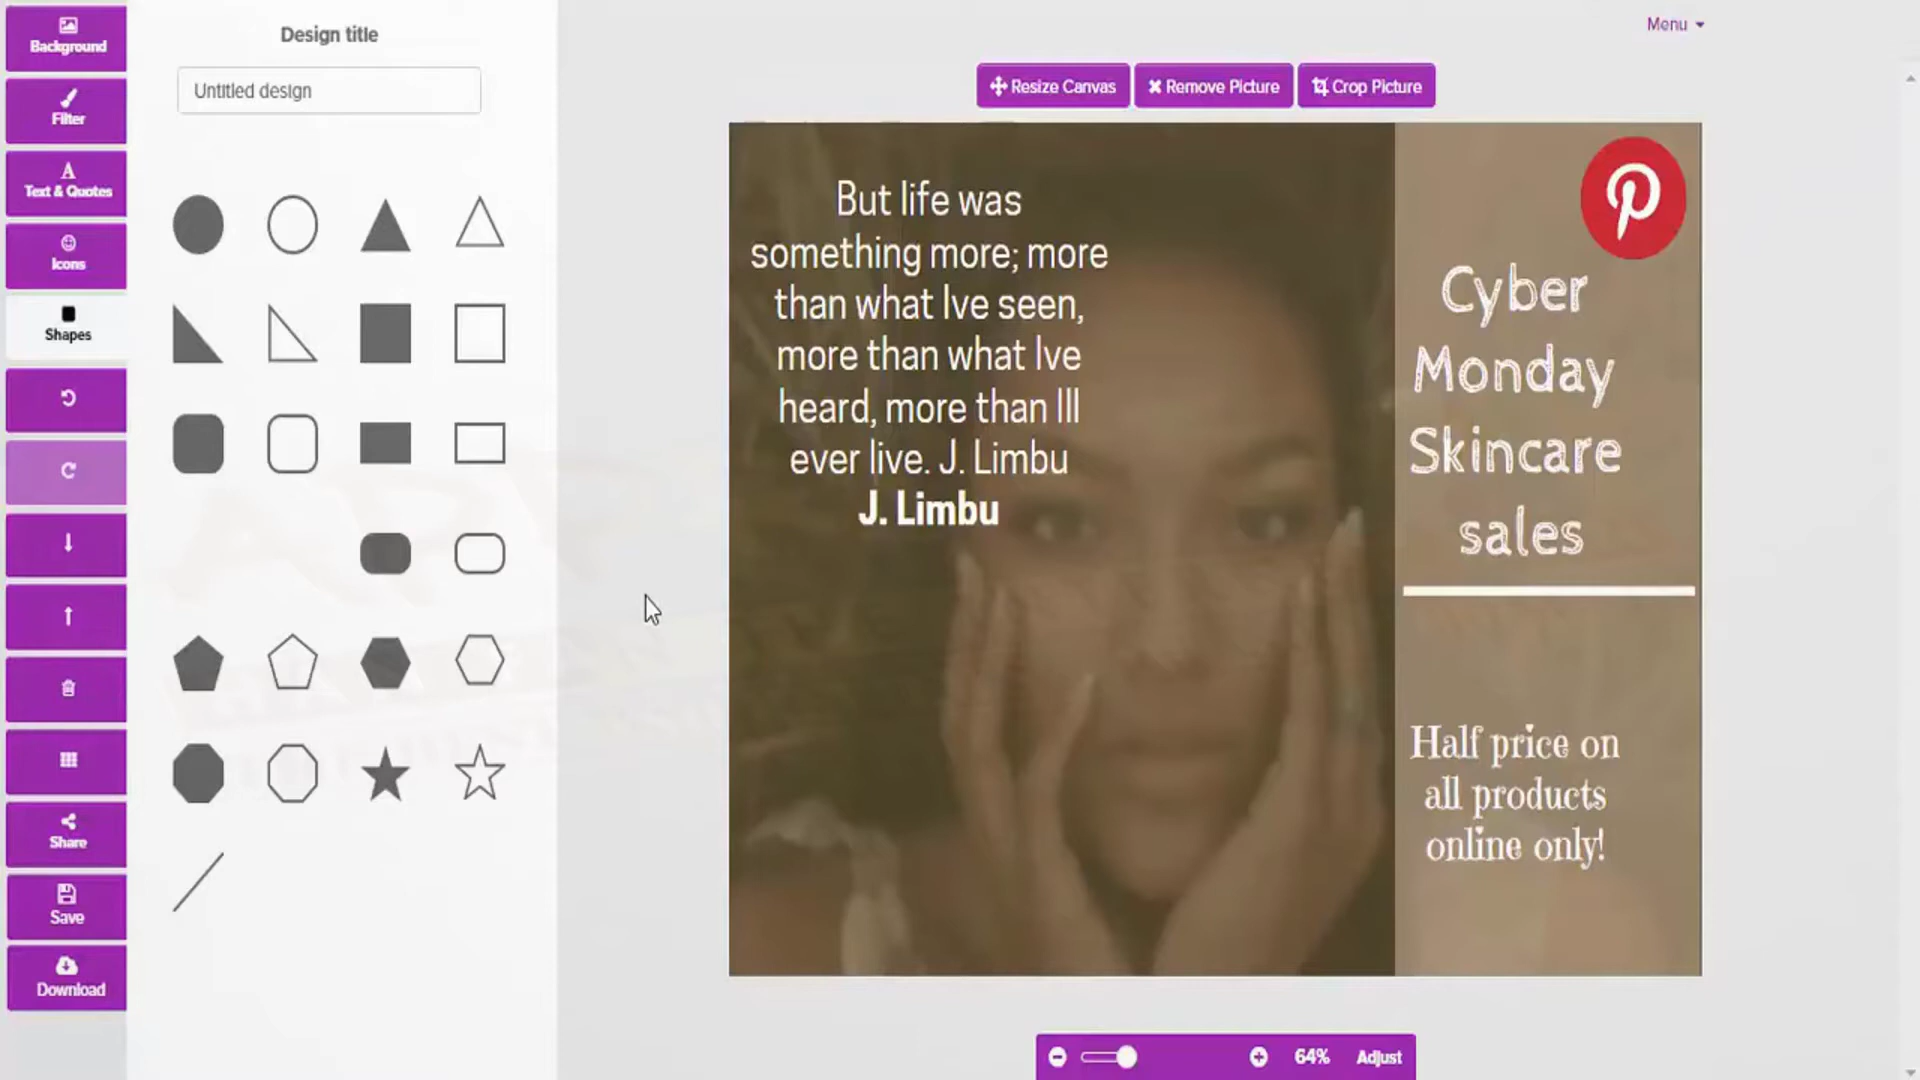 Background
Filter
Text & Quotes
Icons
Shapes
Share
Save
Download
Design title
Untitled design
Menu
Resize Canvas
Remove Picture
Crop Picture
But life was
something more; more
than what Ive seen,
more than what Ive
heard, more than Ill
ever live. J. Limbu
J. Limbu
Cyber
Monday
Skincare
sales
Half price on
all products
online only!
64%
Adjust